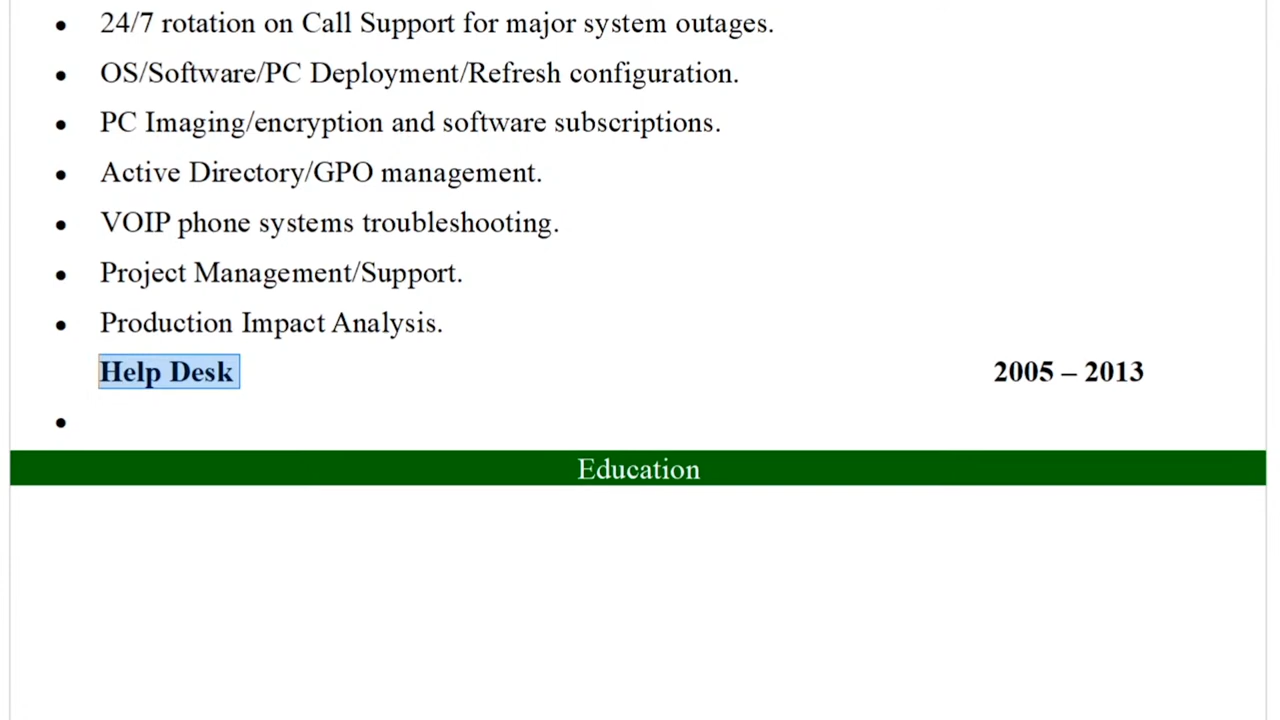 • 24/7 rotation on Call Support for major system outages.
• OS/Software/PC Deployment/Refresh configuration.
• PC Imaging/encryption and software subscriptions.
• Active Directory/GPO management.
• VOIP phone systems troubleshooting.
• Project Management/Support.
• Production Impact Analysis.
Help Desk 2005 – 2013
•
Education